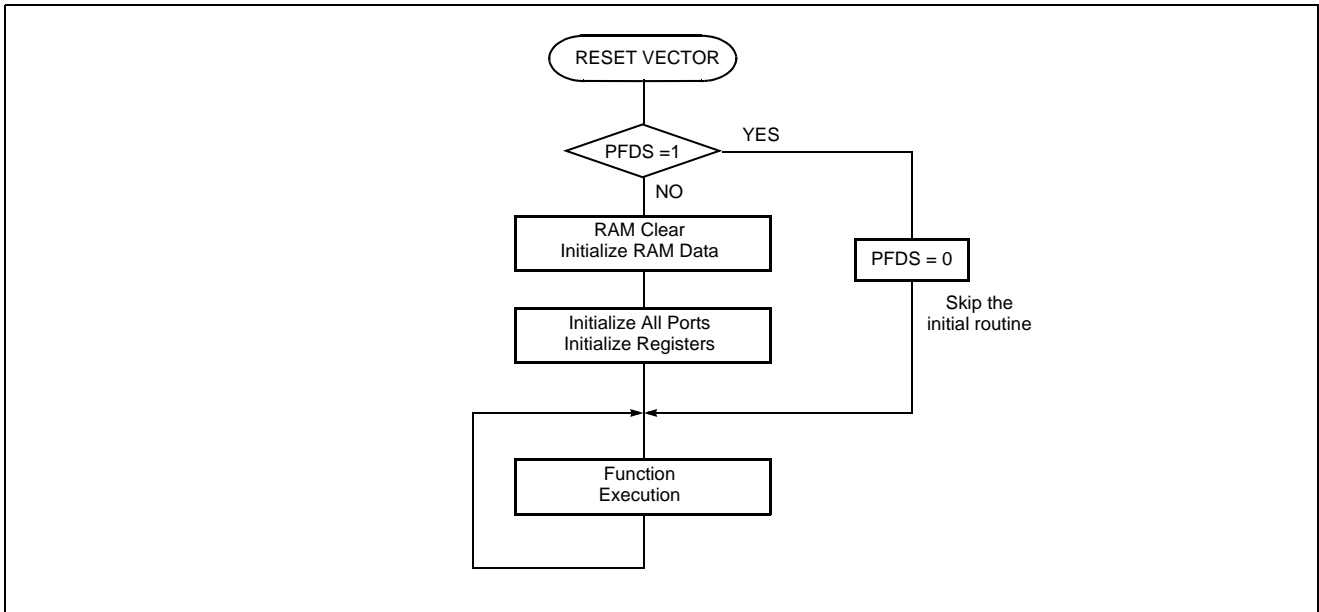 RESET VECTOR
YES
PFDS =1
NO
RAM Clear
Initialize RAM Data
PFDS = 0
Skip the
initial routine
Initialize All Ports
Initialize Registers
Function
Execution